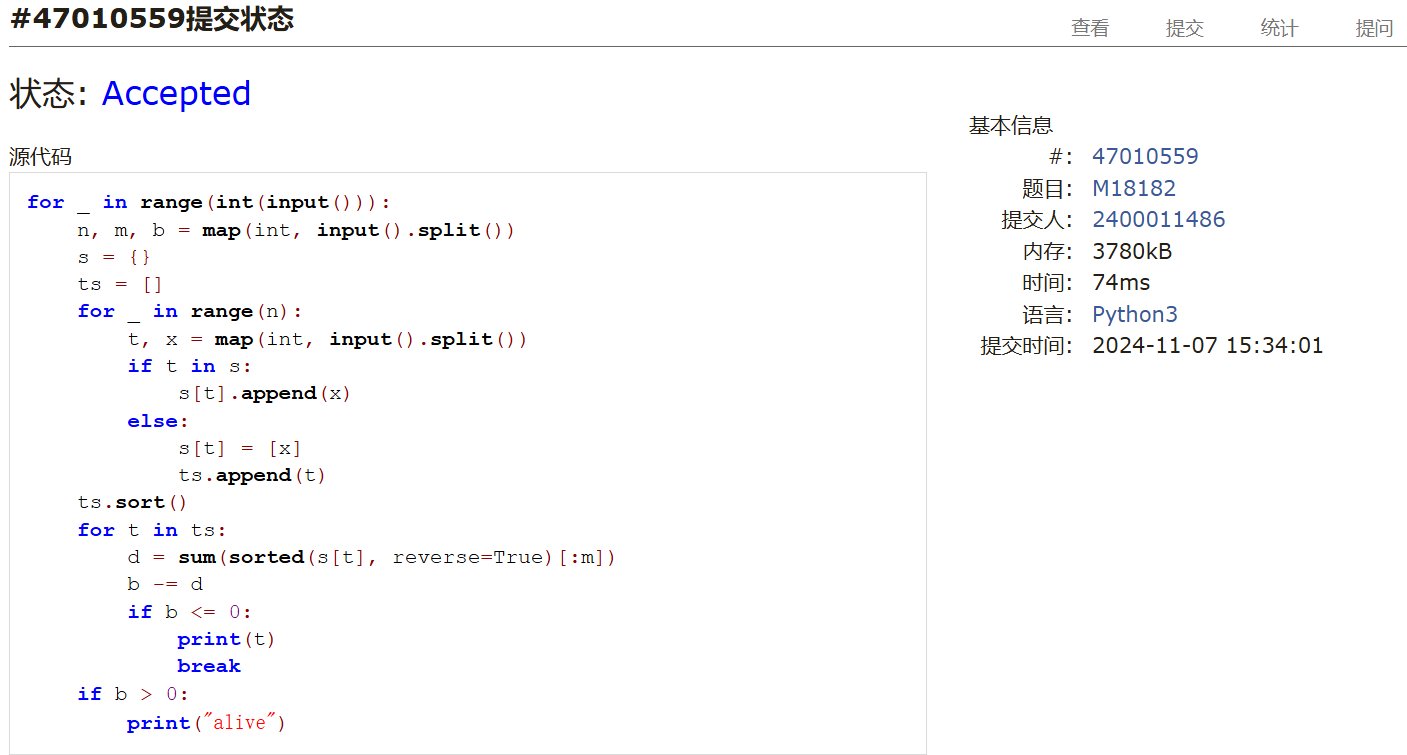 #47010559提交状态
查看 提交 统计 提问
状态: Accepted
源代码
for _ in range(int(input())):
    n, m, b = map(int, input().split())
    s = {}
    ts = []
    for _ in range(n):
        t, x = map(int, input().split())
        if t in s:
            s[t].append(x)
        else:
            s[t] = [x]
            ts.append(t)
    ts.sort()
    for t in ts:
        d = sum(sorted(s[t], reverse=True)[:m])
        b -= d
        if b <= 0:
            print(t)
            break
    if b > 0:
        print("alive")
基本信息
#: 47010559
题目: M18182
提交人: 2400011486
内存: 3780kB
时间: 74ms
语言: Python3
提交时间: 2024-11-07 15:34:01